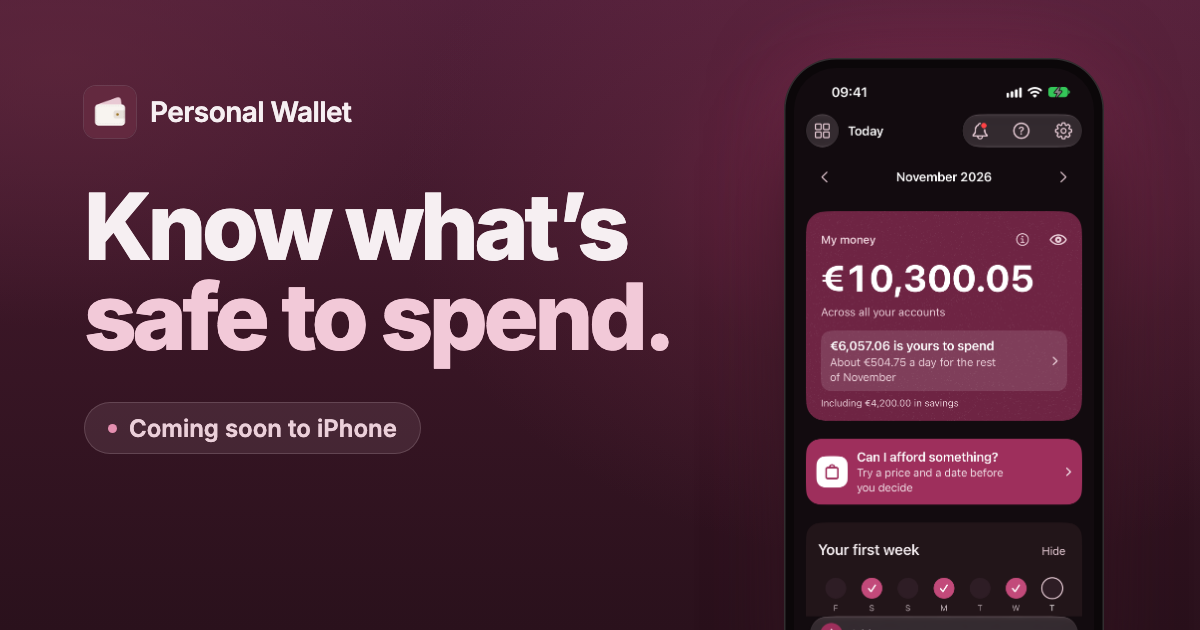 Personal Wallet
Know what’s
safe to spend.
Coming soon to iPhone
09:41
Today
November 2026
My money
€10,300.05
Across all your accounts
€6,057.06 is yours to spend
About €504.75 a day for the rest
of November
Including €4,200.00 in savings
Can I afford something?
Try a price and a date before
you decide
Your first week
Hide
F S S M T W T